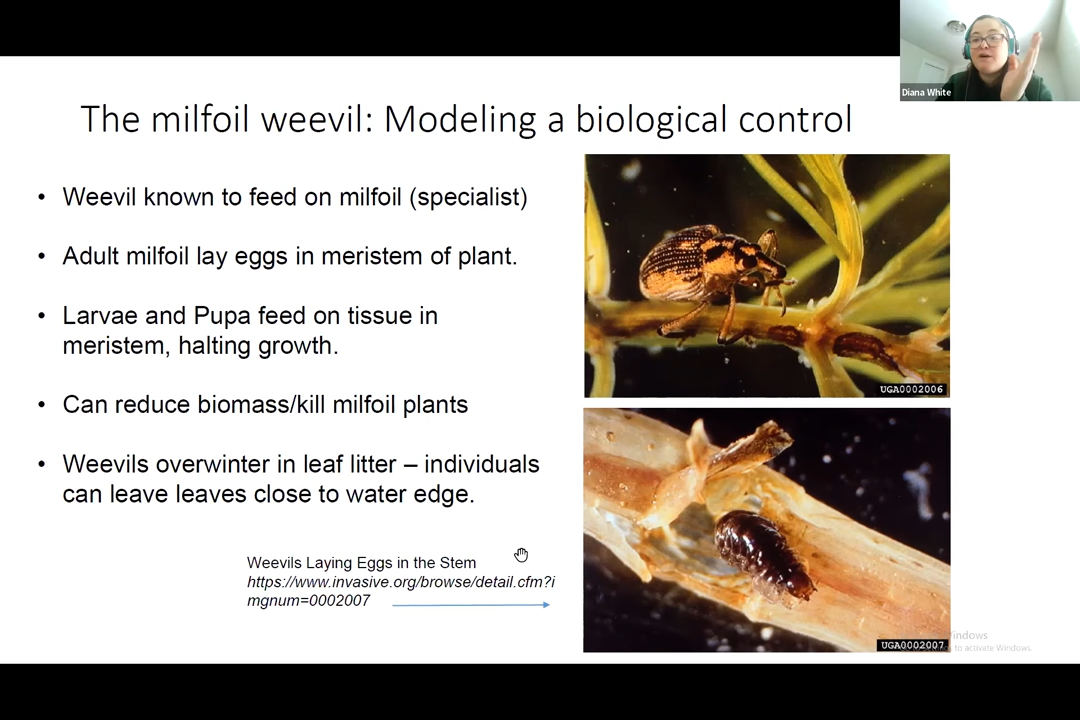 Diana White
The milfoil weevil: Modeling a biological control
• Weevil known to feed on milfoil (specialist)
• Adult milfoil lay eggs in meristem of plant.
• Larvae and Pupa feed on tissue in
meristem, halting growth.
• Can reduce biomass/kill milfoil plants
• Weevils overwinter in leaf litter – individuals
can leave leaves close to water edge.
Weevils Laying Eggs in the Stem
https://www.invasive.org/browse/detail.cfm?i
mgnum=0002007
UGA0002006
UGA0002007
indows
to activate Windows.